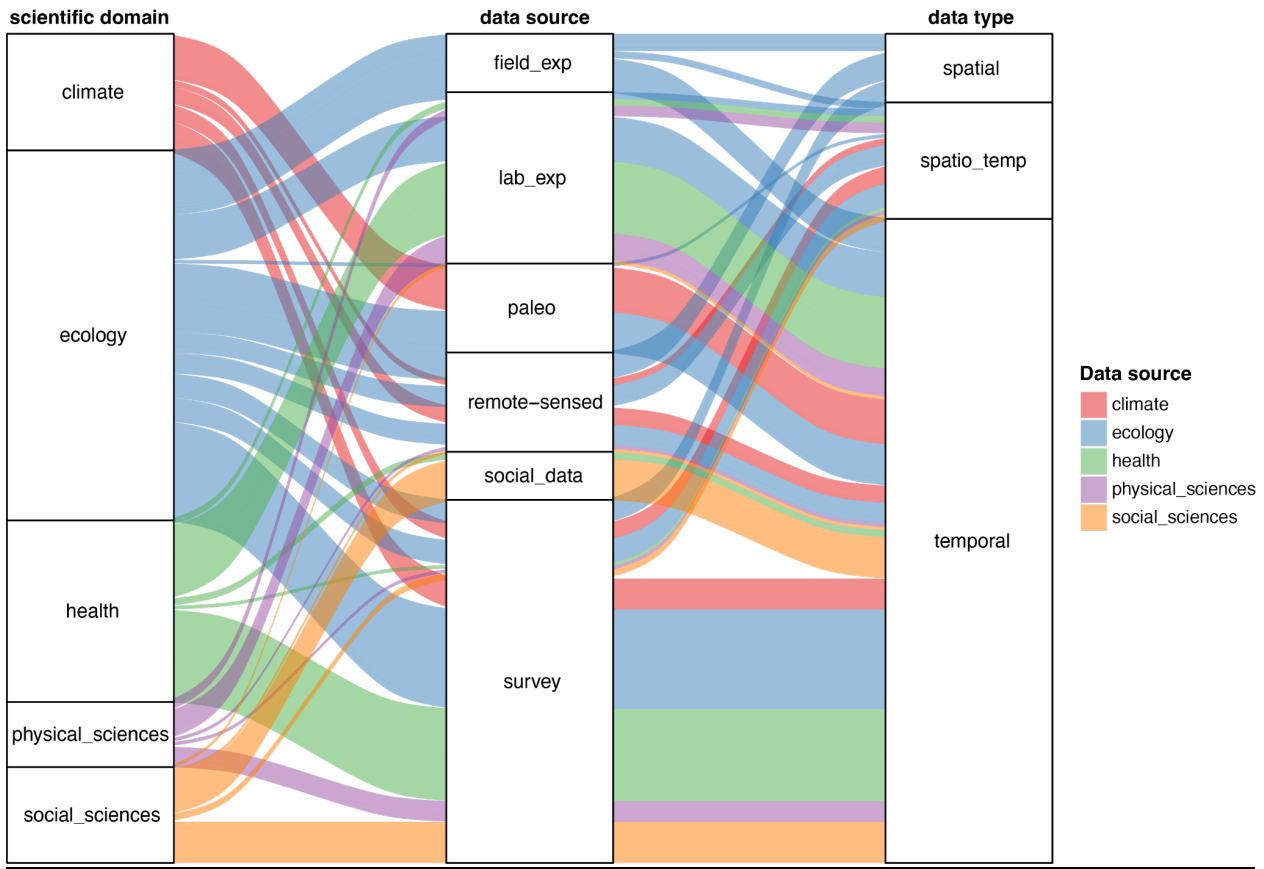 scientific domain
data source
data type
climate
ecology
health
physical_sciences
social_sciences
field_exp
lab_exp
paleo
remote−sensed
social_data
survey
spatial
spatio_temp
temporal
Data source
climate
ecology
health
physical_sciences
social_sciences